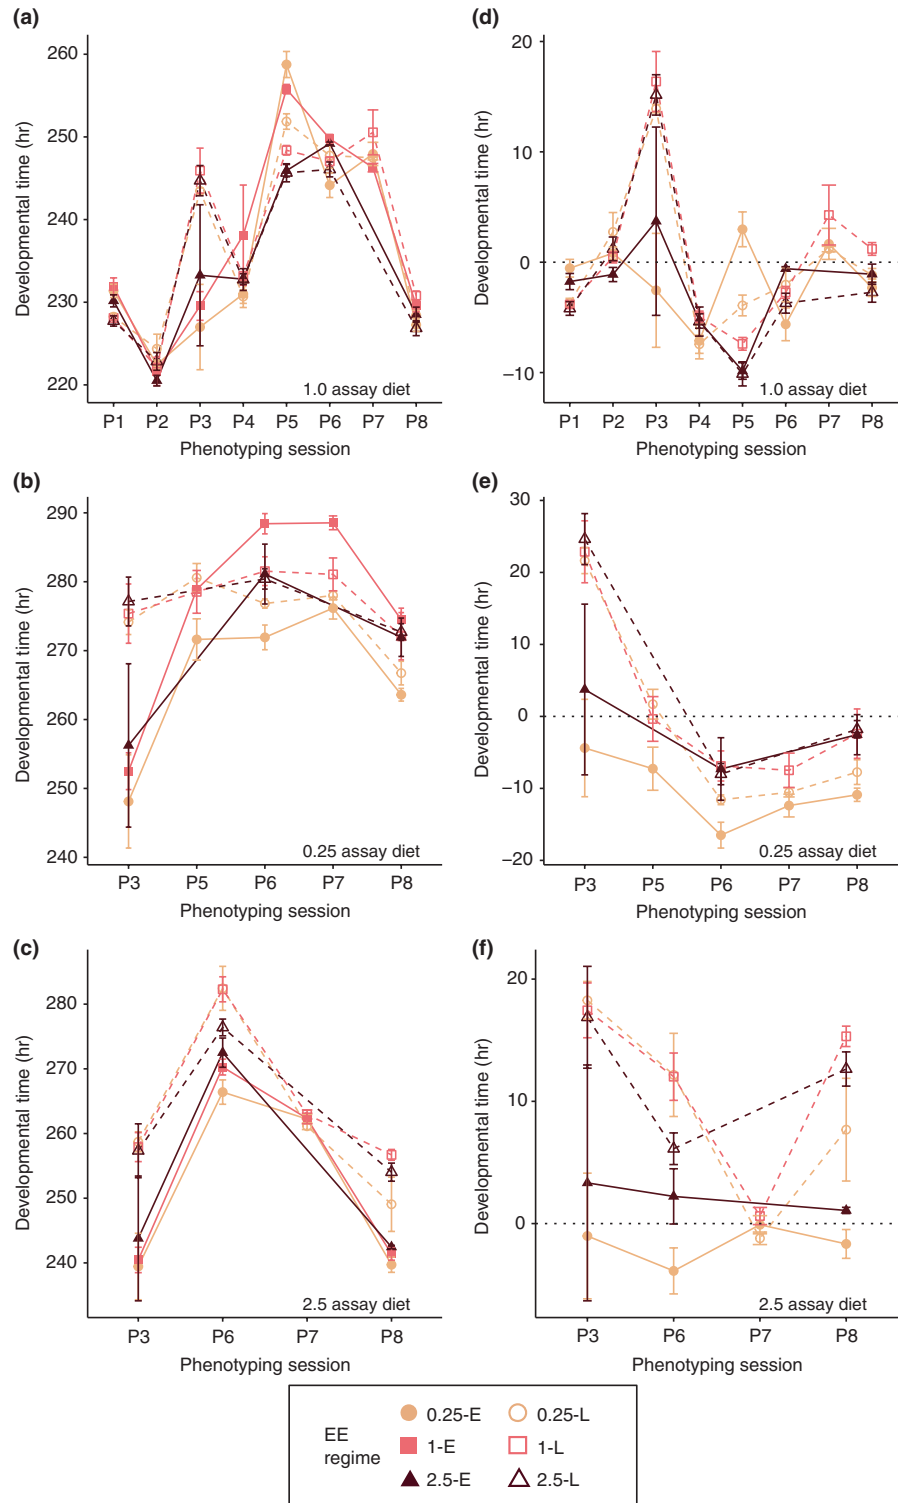 (a)
Developmental time (hr)
260
250
240
230
220
1.0 assay diet
P1 P2 P3 P4 P5 P6 P7 P8
Phenotyping session
(d)
Developmental time (hr)
20
10
0
−10
1.0 assay diet
P1 P2 P3 P4 P5 P6 P7 P8
Phenotyping session
(b)
Developmental time (hr)
290
280
270
260
250
240
0.25 assay diet
P3 P5 P6 P7 P8
Phenotyping session
(e)
Developmental time (hr)
30
20
10
0
−10
−20
0.25 assay diet
P3 P5 P6 P7 P8
Phenotyping session
(c)
Developmental time (hr)
280
270
260
250
240
2.5 assay diet
P3 P6 P7 P8
Phenotyping session
(f)
Developmental time (hr)
20
10
0
2.5 assay diet
P3 P6 P7 P8
Phenotyping session
EE
regime
0.25-E 0.25-L
1-E 1-L
2.5-E 2.5-L